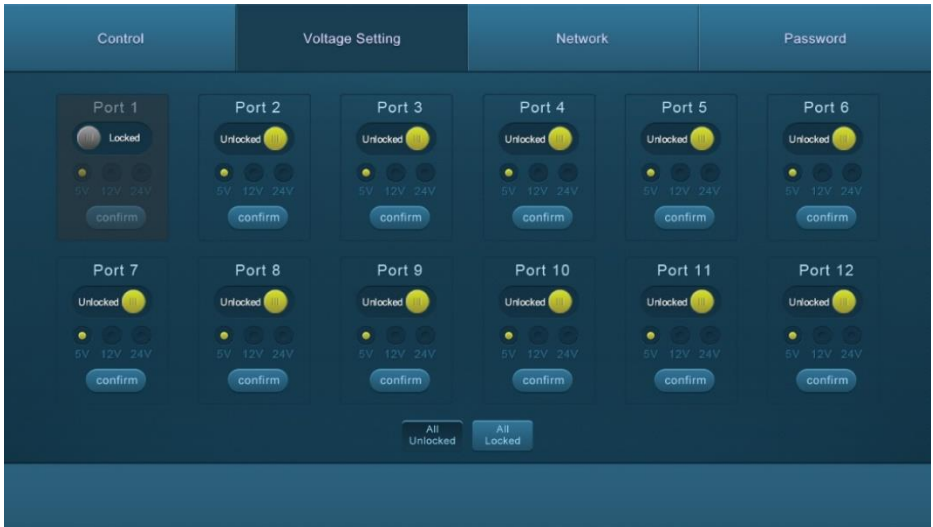 Control Voltage Setting Network Password
Port 1 Port 2 Port 3 Port 4 Port 5 Port 6
Locked Unlocked Unlocked Unlocked Unlocked Unlocked
5V 12V 24V 5V 12V 24V 5V 12V 24V 5V 12V 24V 5V 12V 24V 5V 12V 24V
confirm confirm confirm confirm confirm confirm
Port 7 Port 8 Port 9 Port 10 Port 11 Port 12
Unlocked Unlocked Unlocked Unlocked Unlocked Unlocked
5V 12V 24V 5V 12V 24V 5V 12V 24V 5V 12V 24V 5V 12V 24V 5V 12V 24V
confirm confirm confirm confirm confirm confirm
All All
Unlocked Locked